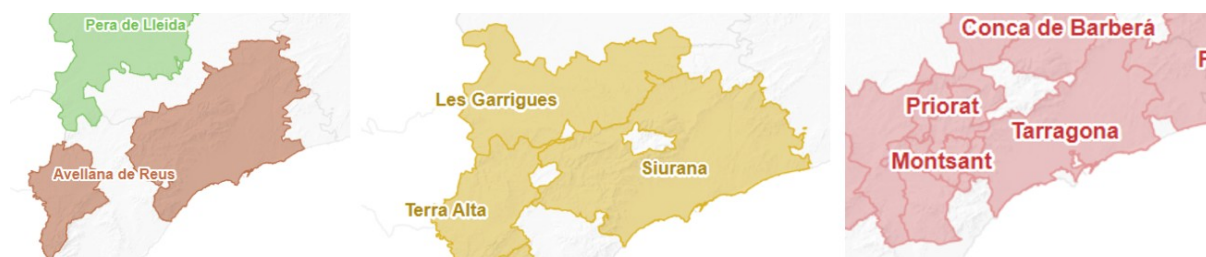 Pera de Lleida
Avellana de Reus
Les Garrigues
Siurana
Terra Alta
Conca de Barberá
Priorat
Tarragona
Montsant